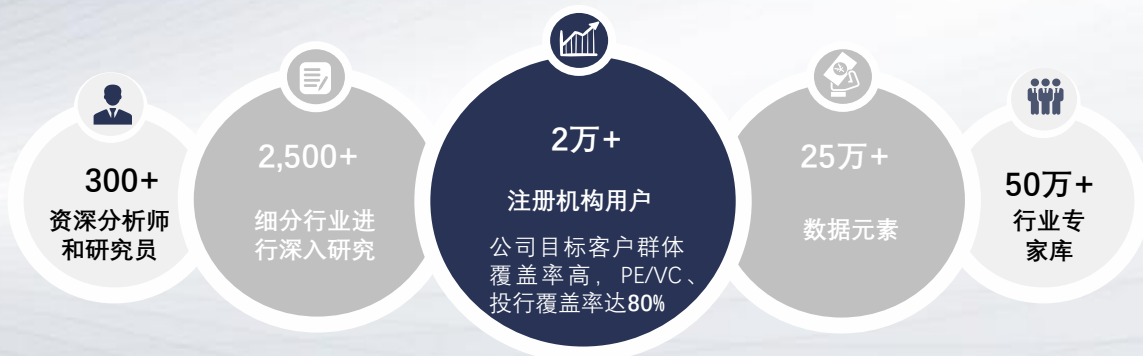 300+
资深分析师
和研究员
2,500+
细分行业进
行深入研究
2万+
注册机构用户
公司目标客户群体
覆盖率高，PE/VC、
投行覆盖率达80%
25万+
数据元素
50万+
行业专
家库